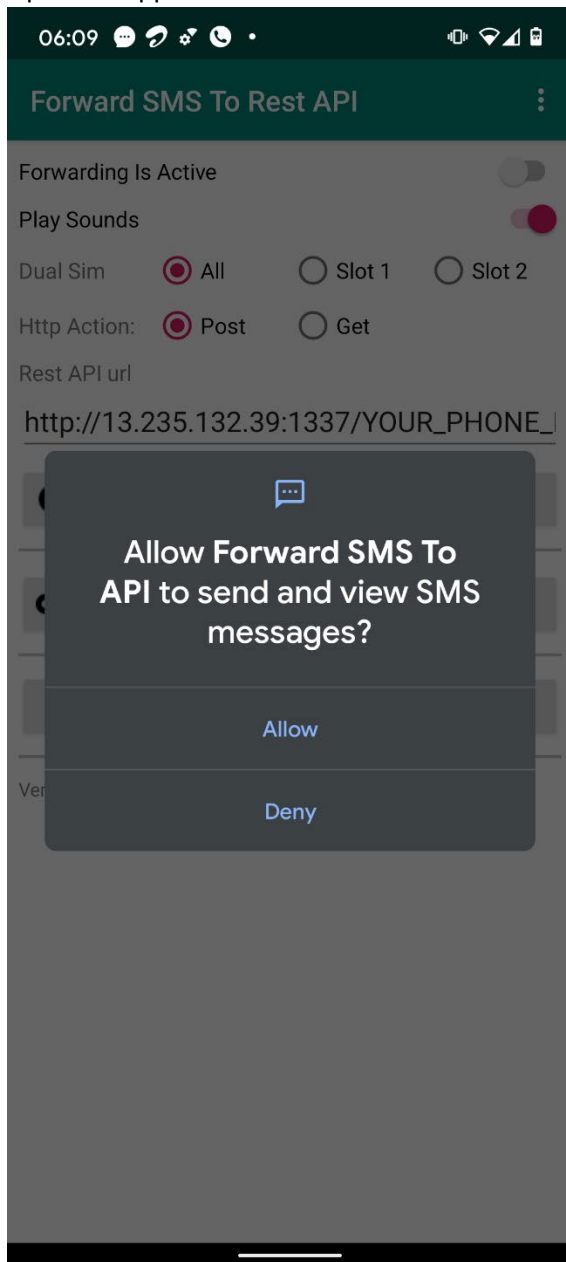 06:09
Forward SMS To Rest API
Forwarding Is Active
Play Sounds
Dual Sim All Slot 1 Slot 2
Http Action: Post Get
Rest API url
http://13.235.132.39:1337/YOUR_PHONE_
Allow Forward SMS To
API to send and view SMS
messages?
Allow
Ver
Deny